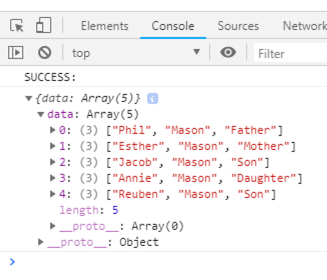 Elements Console Sources Network
top Filter
SUCCESS:
▼{data: Array(5)} i
▼data: Array(5)
▶0: (3) ["Phil", "Mason", "Father"]
▶1: (3) ["Esther", "Mason", "Mother"]
▶2: (3) ["Jacob", "Mason", "Son"]
▶3: (3) ["Annie", "Mason", "Daughter"]
▶4: (3) ["Reuben", "Mason", "Son"]
length: 5
▶__proto__: Array(0)
▶__proto__: Object
>